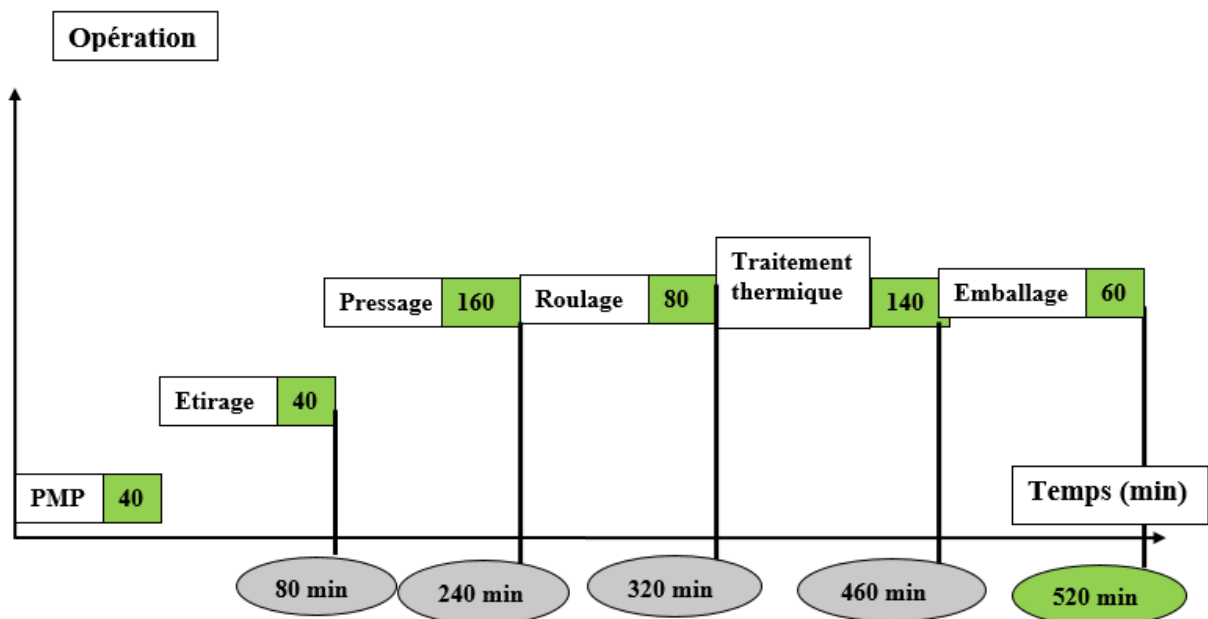 Opération
Traitement
thermique
Pressage 160 Roulage 80 140 Emballage 60
Etirage 40
PMP 40
Temps (min)
80 min 240 min 320 min 460 min 520 min